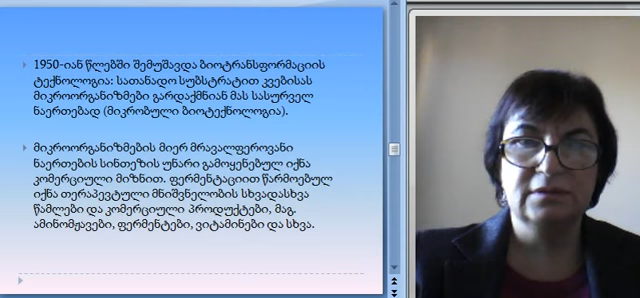 1950-იან წლებში შემუშავდა ბიოტრანსფორმაციის
ტექნოლოგია: სათანადო სუბსტრატით კვებისას
მიკროორგანიზმები გარდაქმნიან მას სასურველ
ნაერთებად (მიკრობული ბიოტექნოლოგია).
მიკროორგანიზმების მიერ მრავალფეროვანი
ნაერთების სინთეზის უნარი გამოყენებულ იქნა
კომერციული მიზნით. ფერმენტაციით წარმოებულ
იქნა თერაპევტული მნიშვნელობის სხვადასხვა
წამლები და კომერციული პროდუქტები, მაგ.
ამინომჟავები, ფერმენტები, ვიტამინები და სხვა.